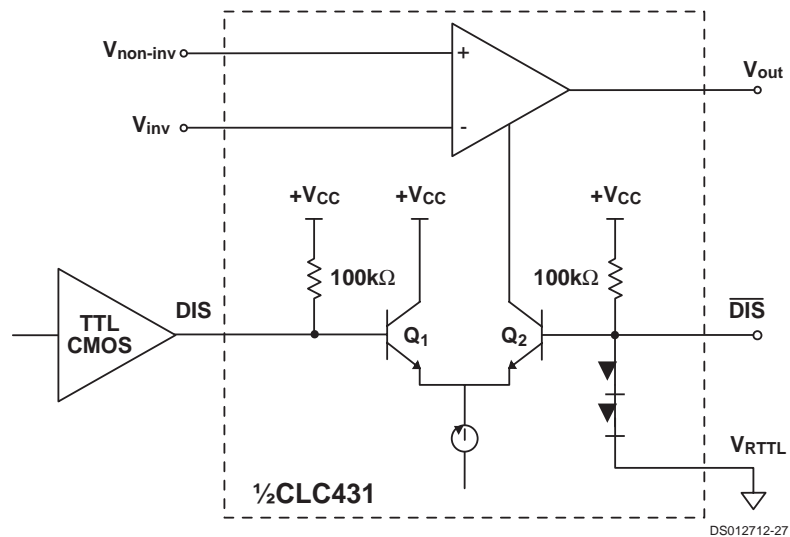 Vnon-inv
+
Vout
Vinv
-
+VCC
+VCC
+VCC
100kΩ
100kΩ
TTL
CMOS
DIS
Q1
Q2
DIS
I
VRTTL
½CLC431
DS012712-27